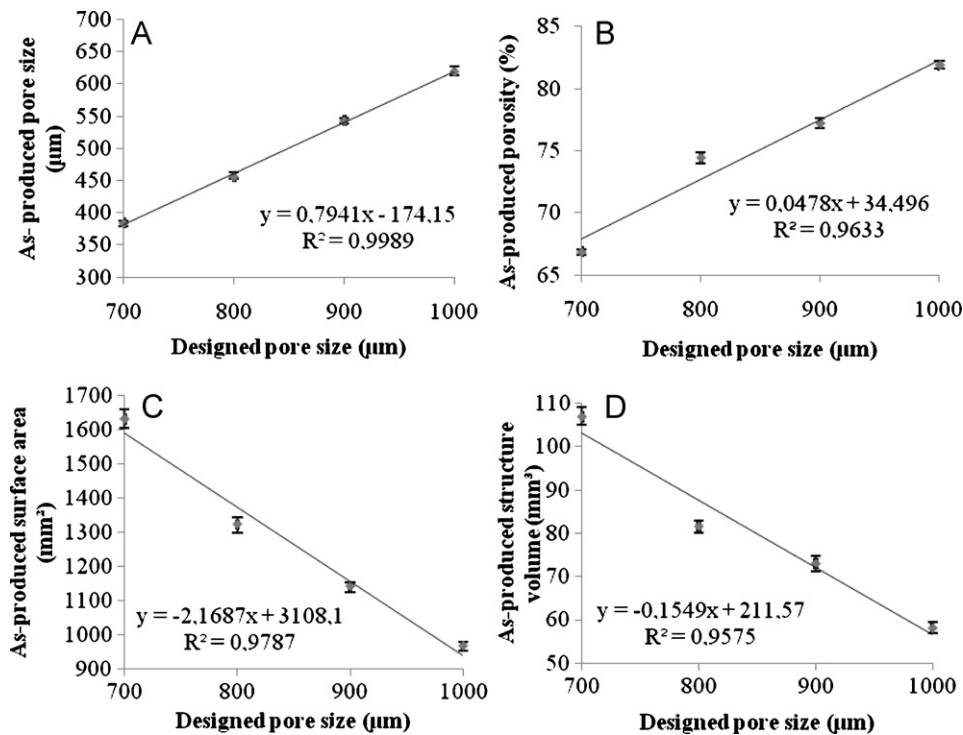 A
As- produced pore size
(µm)
700
650
600
550
500
450
400
350
300
y = 0,7941x - 174,15
R² = 0,9989
700 800 900 1000
Designed pore size (µm)
B
As-produced porosity (%)
80
75
70
65
y = 0,0478x + 34,496
R² = 0,9633
700 800 900 1000
Designed pore size (µm)
C
As-produced surface area
(mm²)
1700
1600
1500
1400
1300
1200
1100
1000
900
y = -2,1687x + 3108,1
R² = 0,9787
700 800 900 1000
Designed pore size (µm)
D
As-produced structure
volume (mm³)
110
100
90
80
70
60
50
y = -0,1549x + 211,57
R² = 0,9575
700 800 900 1000
Designed pore size (µm)